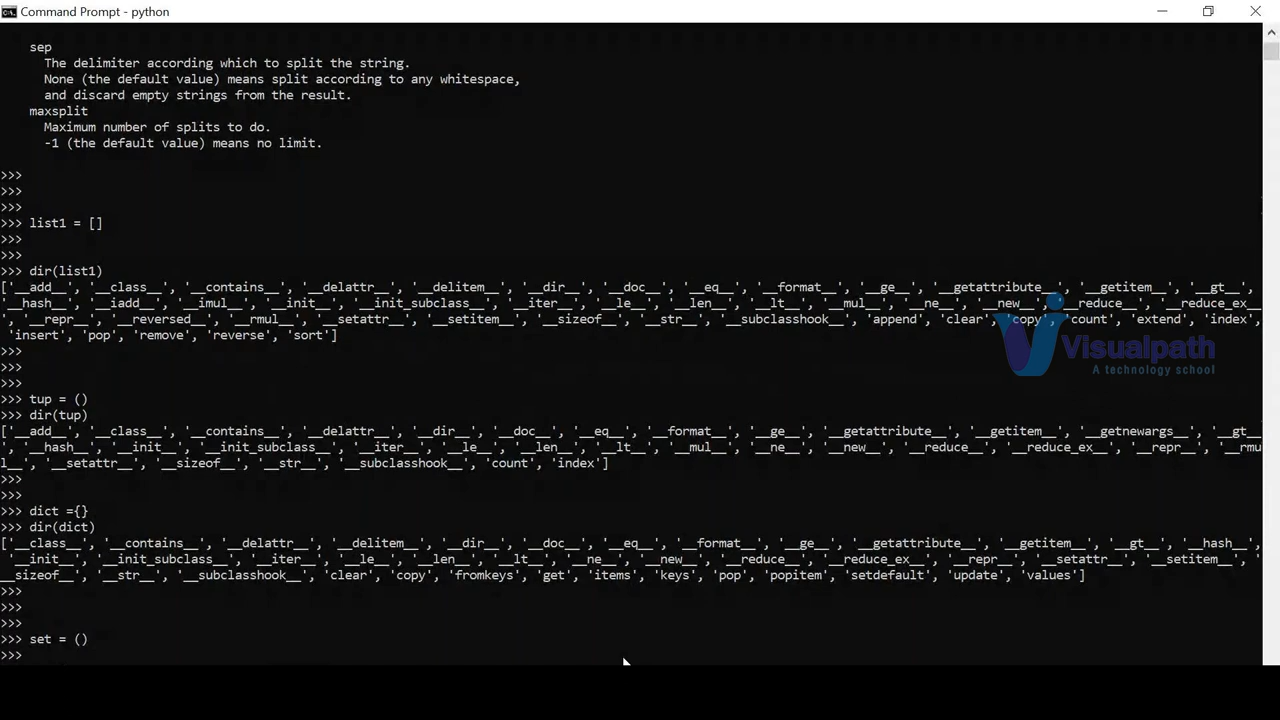 Command Prompt - python
sep
The delimiter according which to split the string.
None (the default value) means split according to any whitespace,
and discard empty strings from the result.
maxsplit
Maximum number of splits to do.
-1 (the default value) means no limit.
>>>
>>>
>>>
>>> list1 = []
>>>
>>>
>>> dir(list1)
['__add__', '__class__', '__contains__', '__delattr__', '__delitem__', '__dir__', '__doc__', '__eq__', '__format__', '__ge__', '__getattribute__', '__getitem__', '__gt__',
'__hash__', '__iadd__', '__imul__', '__init__', '__init_subclass__', '__iter__', '__le__', '__len__', '__lt__', '__mul__', '__ne__', '__new__', '__reduce__', '__reduce_ex__'
, '__repr__', '__reversed__', '__rmul__', '__setattr__', '__setitem__', '__sizeof__', '__str__', '__subclasshook__', 'append', 'clear', 'copy', 'count', 'extend', 'index',
'insert', 'pop', 'remove', 'reverse', 'sort']
>>>
>>>
>>>
>>> tup = ()
>>> dir(tup)
['__add__', '__class__', '__contains__', '__delattr__', '__dir__', '__doc__', '__eq__', '__format__', '__ge__', '__getattribute__', '__getitem__', '__getnewargs__', '__gt__
', '__hash__', '__init__', '__init_subclass__', '__iter__', '__le__', '__len__', '__lt__', '__mul__', '__ne__', '__new__', '__reduce__', '__reduce_ex__', '__repr__', '__rmu
l__', '__setattr__', '__sizeof__', '__str__', '__subclasshook__', 'count', 'index']
>>>
>>>
>>> dict ={}
>>> dir(dict)
['__class__', '__contains__', '__delattr__', '__delitem__', '__dir__', '__doc__', '__eq__', '__format__', '__ge__', '__getattribute__', '__getitem__', '__gt__', '__hash__',
'__init__', '__init_subclass__', '__iter__', '__le__', '__len__', '__lt__', '__ne__', '__new__', '__reduce__', '__reduce_ex__', '__repr__', '__setattr__', '__setitem__', '
__sizeof__', '__str__', '__subclasshook__', 'clear', 'copy', 'fromkeys', 'get', 'items', 'keys', 'pop', 'popitem', 'setdefault', 'update', 'values']
>>>
>>>
>>>
>>> set = ()
>>>
Visualpath
A technology school